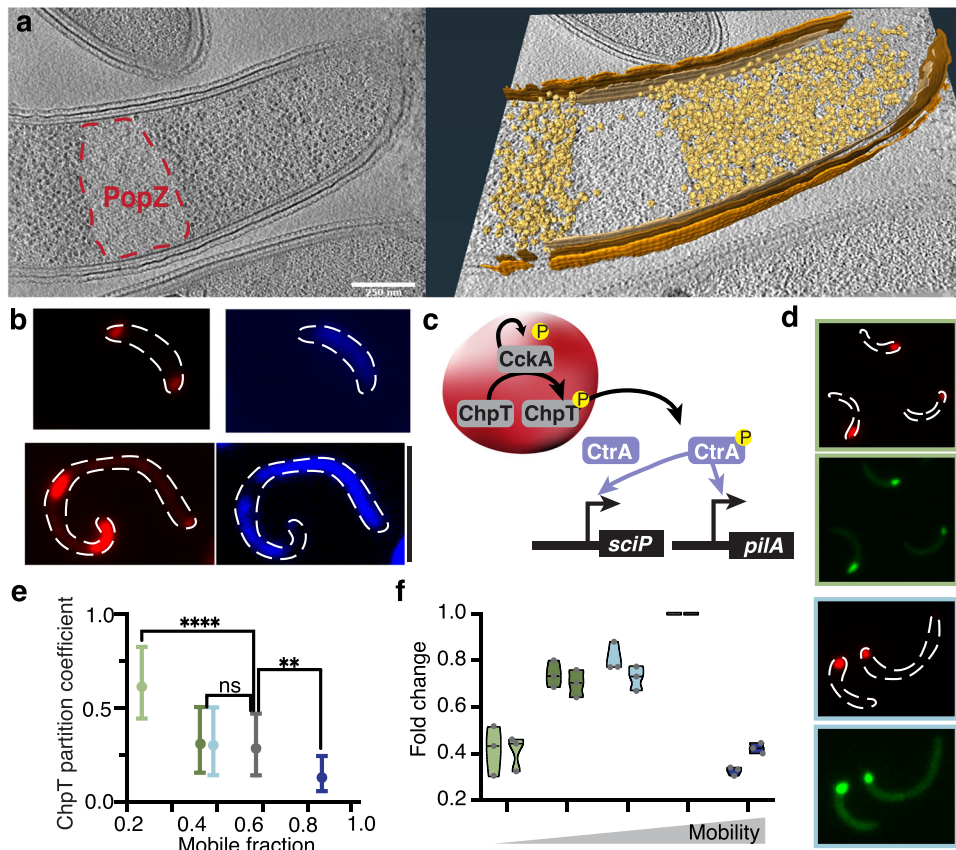 a
PopZ
250 nm
b
c
P
CckA
ChpT
ChpT
P
CtrA
CtrA
P
sciP
pilA
d
e
ChpT partition coefficient
1.0
0.5
0.0
****
ns
**
0.2 0.4 0.6 0.8 1.0
Mobile fraction
f
Fold change
1.0
0.8
0.6
0.4
0.2
Mobility